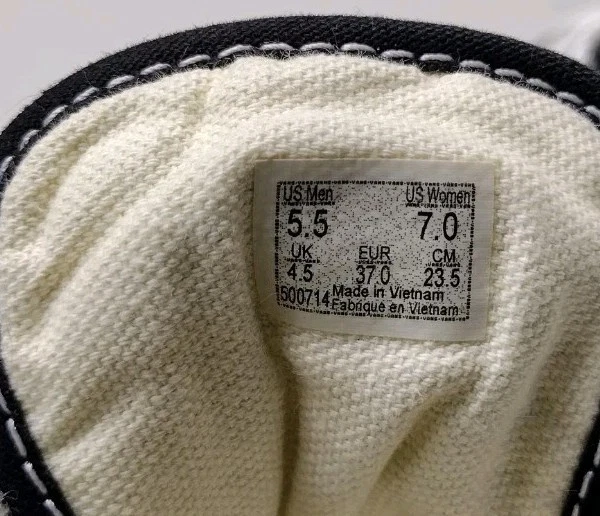 US Men US Women
5.5 7.0
UK EUR CM
4.5 37.0 23.5
500714 Made in Vietnam
Fabriqué en Vietnam